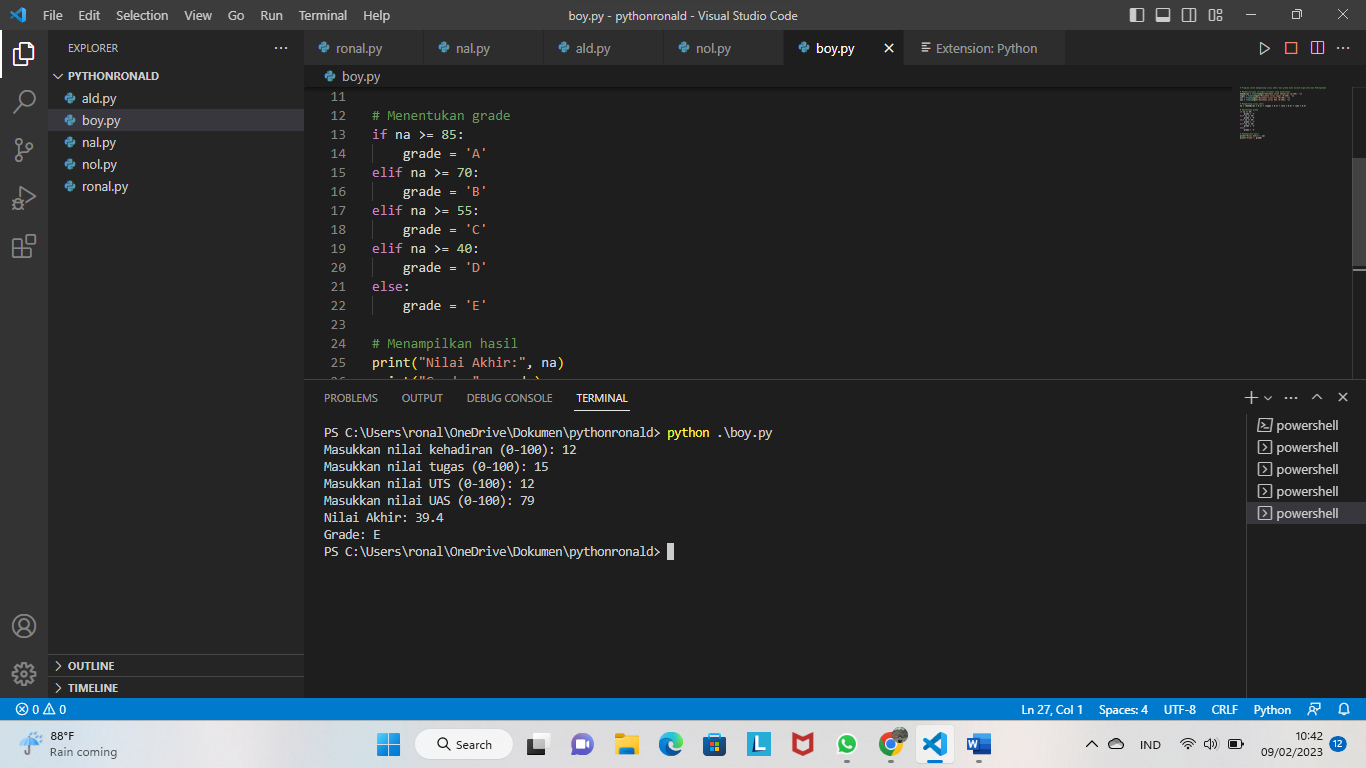 File Edit Selection View Go Run Terminal Help
boy.py - pythonronald - Visual Studio Code
EXPLORER
PYTHONRONALD
ald.py
boy.py
nal.py
nol.py
ronal.py
OUTLINE
TIMELINE
ronal.py nal.py ald.py nol.py boy.py Extension: Python
boy.py
11
12 # Menentukan grade
13 if na >= 85:
14 grade = 'A'
15 elif na >= 70:
16 grade = 'B'
17 elif na >= 55:
18 grade = 'C'
19 elif na >= 40:
20 grade = 'D'
21 else:
22 grade = 'E'
23
24 # Menampilkan hasil
25 print("Nilai Akhir:", na)
PROBLEMS OUTPUT DEBUG CONSOLE TERMINAL
PS C:\Users\ronal\OneDrive\Dokumen\pythonronald> python .\boy.py
Masukkan nilai kehadiran (0-100): 12
Masukkan nilai tugas (0-100): 15
Masukkan nilai UTS (0-100): 12
Masukkan nilai UAS (0-100): 79
Nilai Akhir: 39.4
Grade: E
PS C:\Users\ronal\OneDrive\Dokumen\pythonronald>
powershell
powershell
powershell
powershell
powershell
0 0
Ln 27, Col 1 Spaces: 4 UTF-8 CRLF Python
88°F
Rain coming
Search
IND
10:42
09/02/2023
12